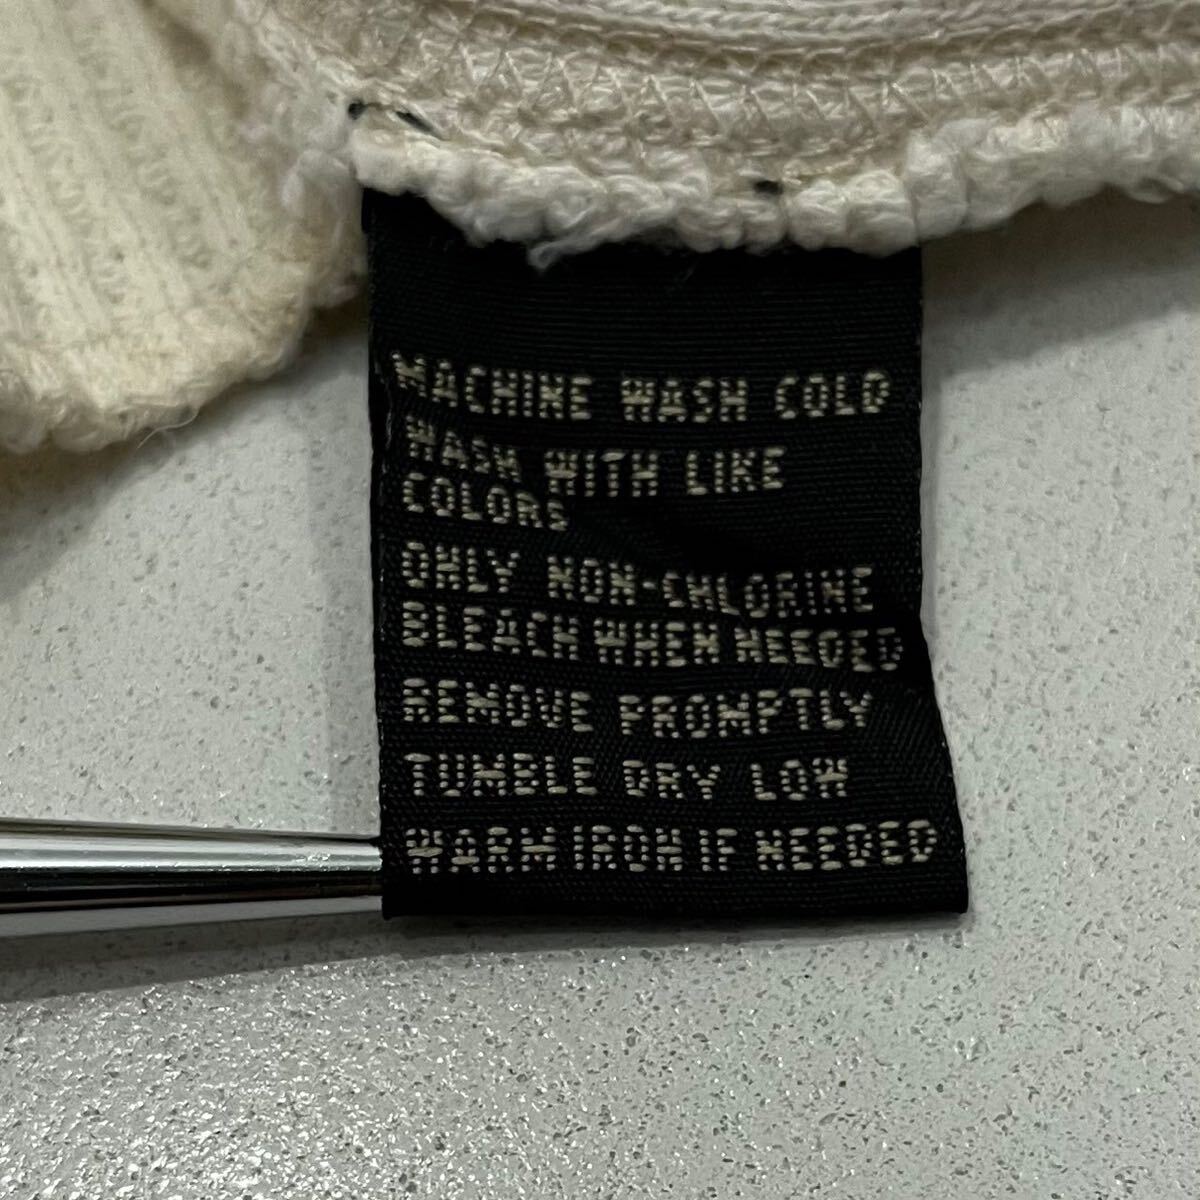 MACHINE WASH COLD
WASH WITH LIKE
COLORS
ONLY NON-CHLORINE
BLEACH WHEN NEEDED
REMOVE PROMPTLY
TUMBLE DRY LOW
WARM IRON IF NEEDED